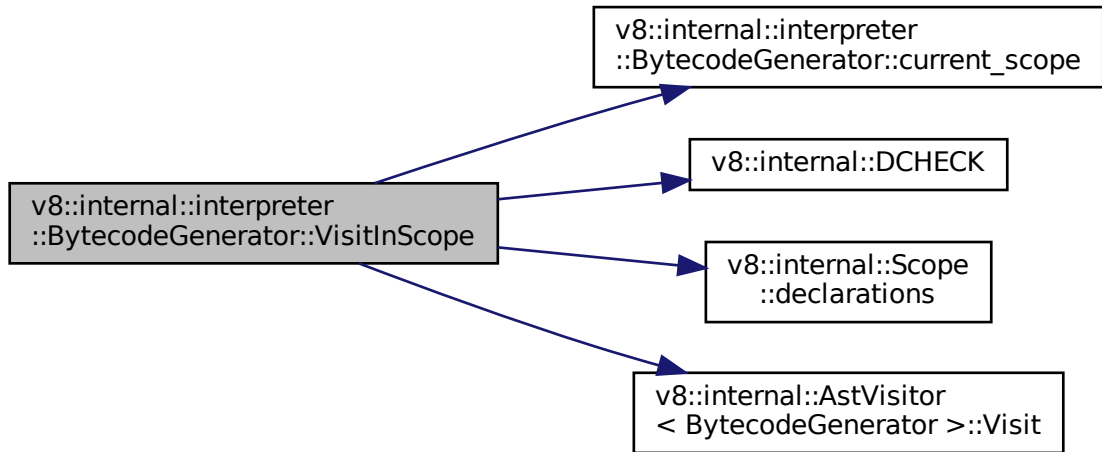 v8::internal::interpreter
::BytecodeGenerator::current_scope
v8::internal::DCHECK
v8::internal::interpreter
::BytecodeGenerator::VisitInScope
v8::internal::Scope
::declarations
v8::internal::AstVisitor
< BytecodeGenerator >::Visit